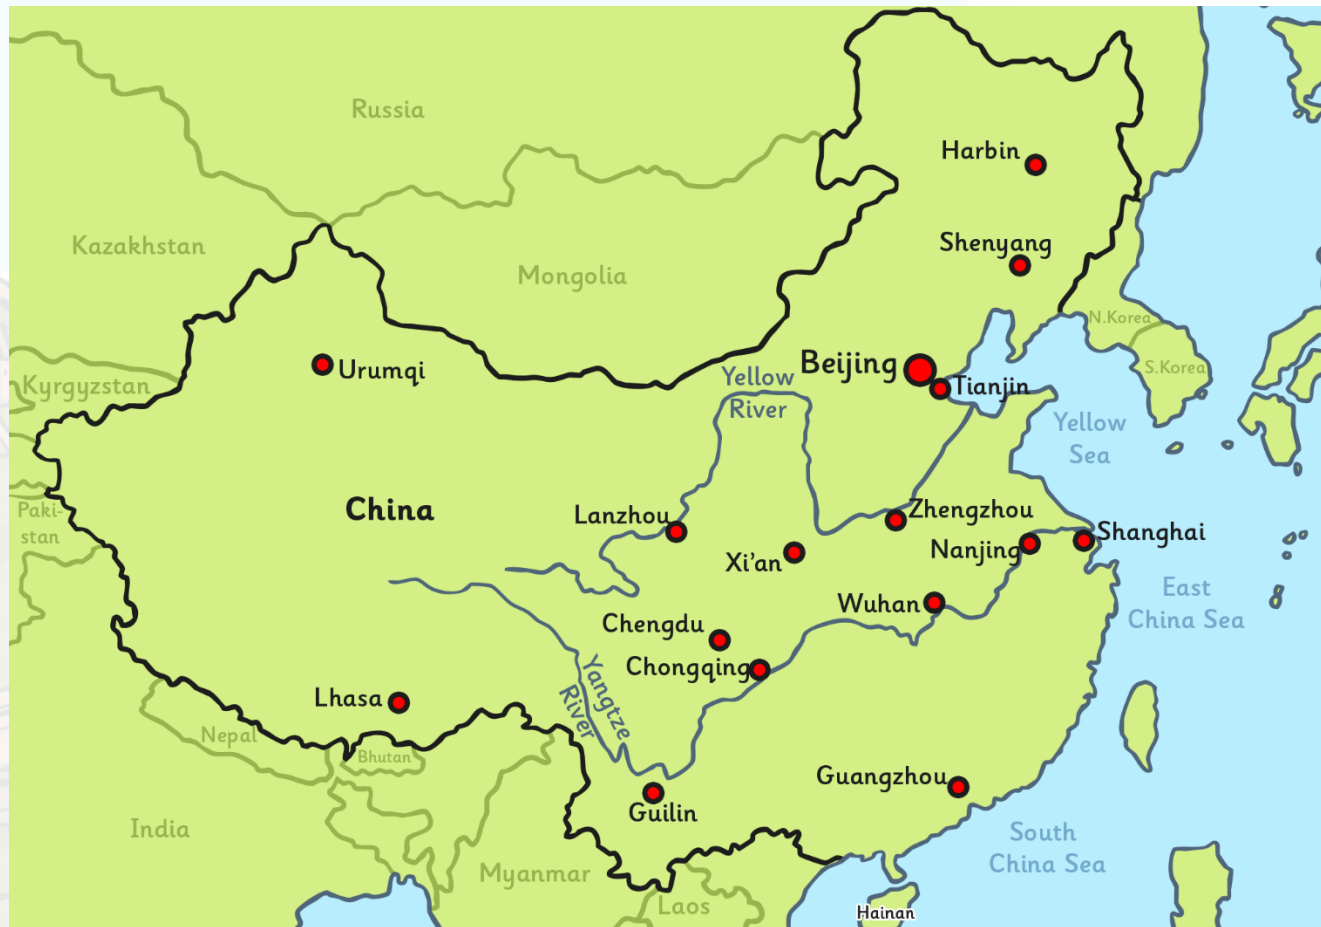 Russia
Harbin
Kazakhstan
Shenyang
Mongolia
N.Korea
Beijing
S.Korea
Urumqi
Yellow
River
Tianjin
Kyrgyzstan
Yellow
Sea
China
Paki-
stan
Lanzhou
Zhengzhou
Shanghai
Nanjing
Xi'an
East
China Sea
Wuhan
Chengdu
Chongqing
Yangtze
River
Lhasa
Nepal
Bhutan
Guangzhou
Guilin
India
South
China Sea
Myanmar
Laos
Hainan